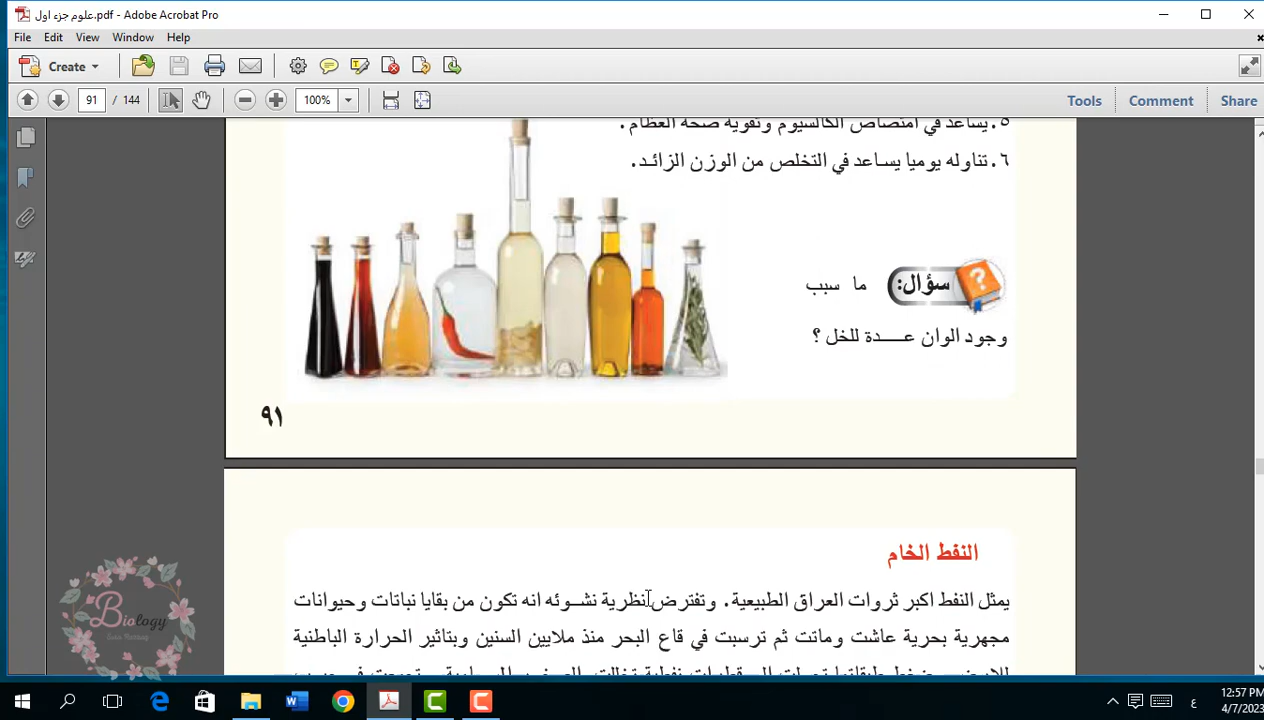 علوم جزء اول.pdf - Adobe Acrobat Pro
File Edit View Window Help
Create
91 / 144 100% Tools Comment Share
٥.يساعد في امتصاص الكالسيوم وتقوية صحة العظام.
٦.تناوله يوميا يساعد في التخلص من الوزن الزائد.
سؤال: ما سبب
وجود الوان عـــدة للخل ؟
٩١
النفط الخام
يمثل النفط اكبر ثروات العراق الطبيعية. وتفترض نظرية نشوئه انه تكون من بقايا نباتات وحيوانات
مجهرية بحرية عاشت وماتت ثم ترسبت في قاع البحر منذ ملايين السنين وبتاثير الحرارة الباطنية
Biology
12:57 PM
ع
4/7/2023